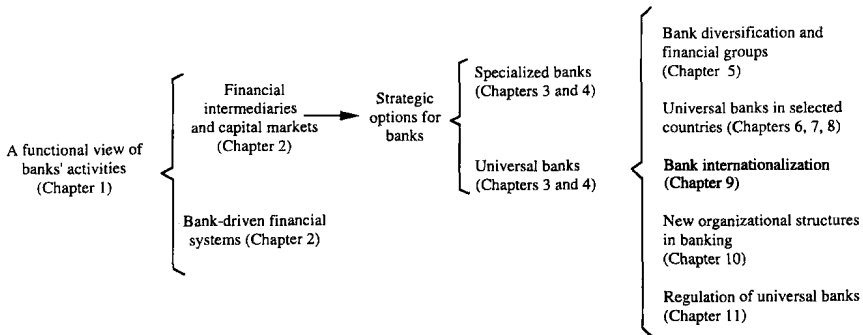 A functional view of
banks' activities
(Chapter 1)
Financial
intermediaries
and capital markets
(Chapter 2)
Bank-driven financial
systems (Chapter 2)
Strategic
options for
banks
Specialized banks
(Chapters 3 and 4)
Universal banks
(Chapters 3 and 4)
Bank diversification and
financial groups
(Chapter 5)
Universal banks in selected
countries (Chapters 6, 7, 8)
Bank internationalization
(Chapter 9)
New organizational structures
in banking
(Chapter 10)
Regulation of universal banks
(Chapter 11)